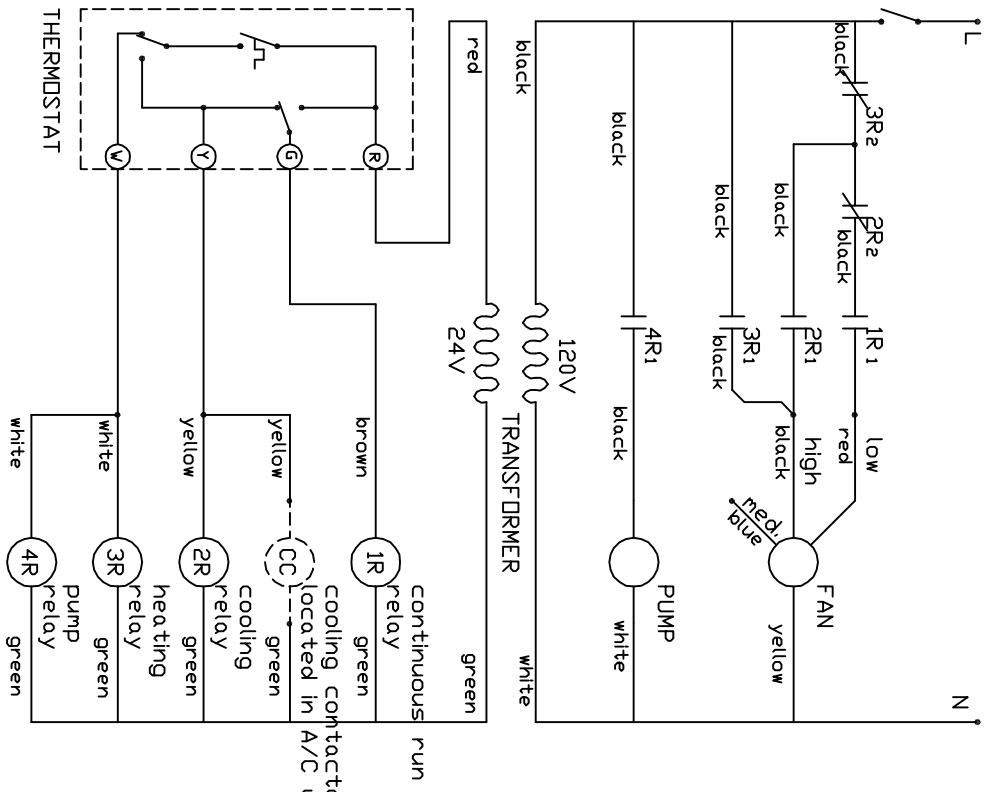 L
N
black
3R2
2R2
black
1R1
low
red
black
2R1
high
black
FAN
yellow
black
3R1
black
med.
blue
black
4R1
black
PUMP
white
black
120V
TRANSFORMER
white
red
24V
green
THERMOSTAT
R
G
Y
W
brown
1R
continuous run
relay
green
yellow
CC
cooling contacto
located in A/C
green
yellow
2R
cooling
relay
green
white
3R
heating
relay
green
white
4R
pump
relay
green